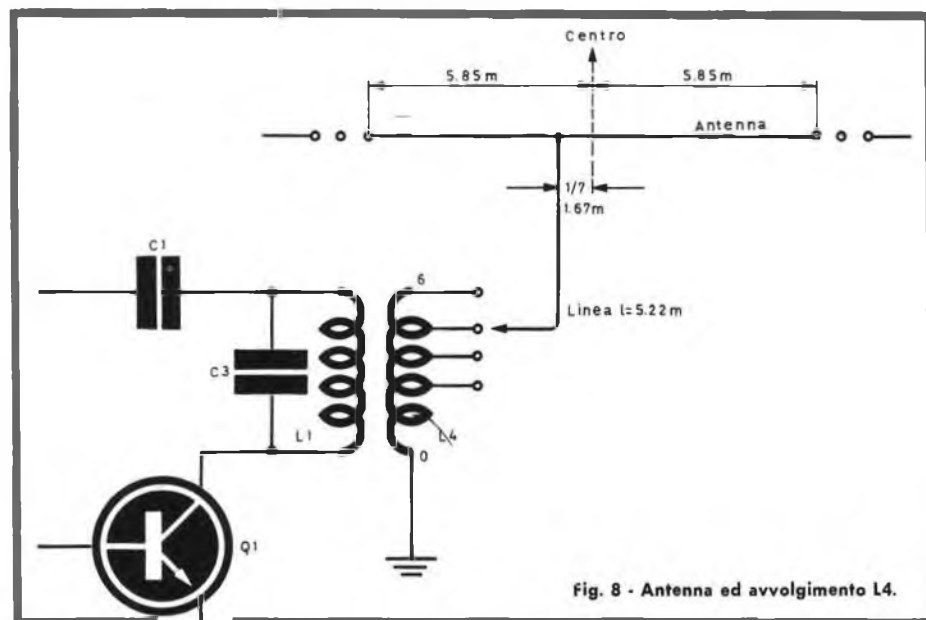 Centro
5.85m 5.85m
Antenna
1/7
1.67m
C1
6
Linea l=5.22m
C3
L1 L4
0
Q1
Fig. 8 - Antenna ed avvolgimento L4.